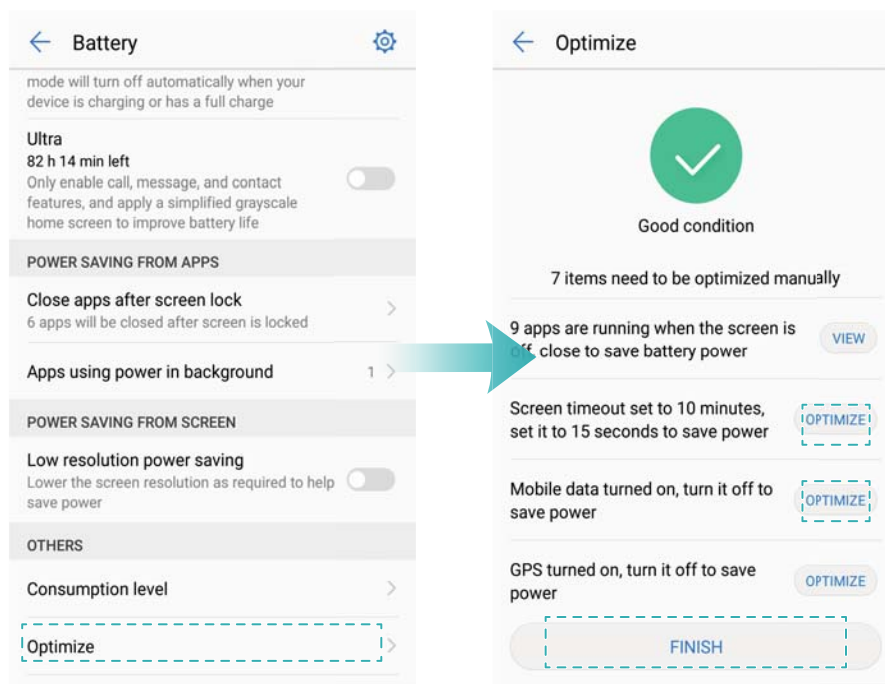 Battery
mode will turn off automatically when your
device is charging or has a full charge
Ultra
82 h 14 min left
Only enable call, message, and contact
features, and apply a simplified grayscale
home screen to improve battery life
POWER SAVING FROM APPS
Close apps after screen lock
6 apps will be closed after screen is locked
Apps using power in background
1
POWER SAVING FROM SCREEN
Low resolution power saving
Lower the screen resolution as required to help
save power
OTHERS
Consumption level
Optimize
Optimize
Good condition
7 items need to be optimized manually
9 apps are running when the screen is
off, close to save battery power
VIEW
Screen timeout set to 10 minutes,
set it to 15 seconds to save power
OPTIMIZE
Mobile data turned on, turn it off to
save power
OPTIMIZE
GPS turned on, turn it off to save
power
OPTIMIZE
FINISH